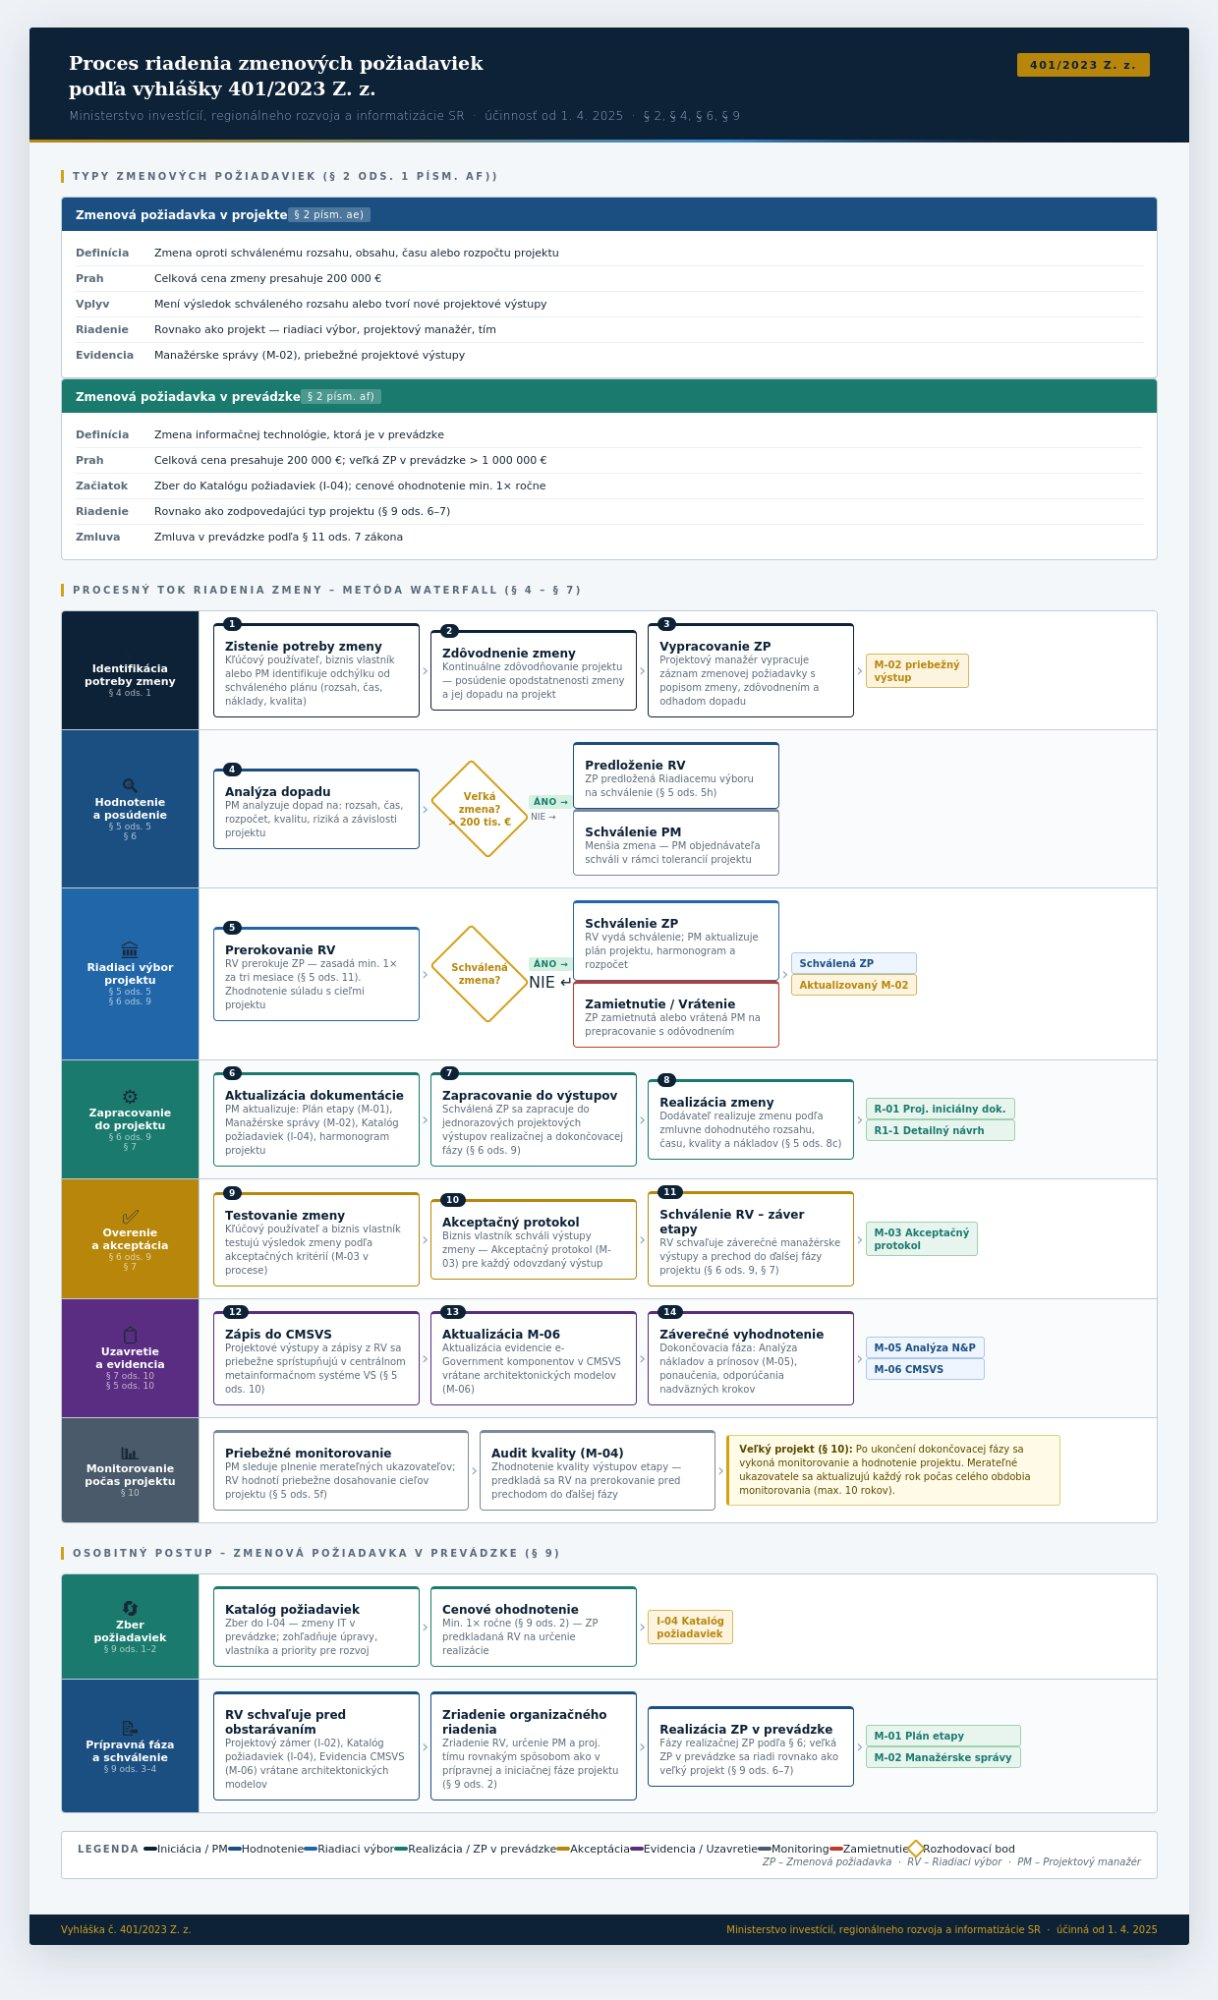 Proces riadenia zmenových požiadaviek
podľa vyhlášky 401/2023 Z. z.
401/2023 Z. z.
Ministerstvo investícií, regionálneho rozvoja a informatizácie SR · účinnosť od 1. 4. 2025 · § 2, § 4, § 6, § 9
TYPY ZMENOVÝCH POŽIADAVIEK (§ 2 ODS. 1 PÍSM. AF))
Zmenová požiadavka v projekte § 2 písm. ae)
Definícia Zmena oproti schválenému rozsahu, obsahu, času alebo rozpočtu projektu
Prah Celková cena zmeny presahuje 200 000 €
Vplyv Mení výsledok schváleného rozsahu alebo tvorí nové projektové výstupy
Riadenie Rovnako ako projekt — riadiaci výbor, projektový manažér, tím
Evidencia Manažérske správy (M-02), priebežné projektové výstupy
Zmenová požiadavka v prevádzke § 2 písm. af)
Definícia Zmena informačnej technológie, ktorá je v prevádzke
Prah Celková cena presahuje 200 000 €; veľká ZP v prevádzke > 1 000 000 €
Začiatok Zber do Katalógu požiadaviek (I-04); cenové ohodnotenie min. 1× ročne
Riadenie Rovnako ako zodpovedajúci typ projektu (§ 9 ods. 6–7)
Zmluva Zmluva v prevádzke podľa § 11 ods. 7 zákona
PROCESNÝ TOK RIADENIA ZMENY – METÓDA WATERFALL (§ 4 – § 7)
Identifikácia
potreby zmeny
§ 4 ods. 1
1
Zistenie potreby zmeny
Kľúčový používateľ, biznis vlastník
alebo PM identifikuje odchýlku od
schváleného plánu (rozsah, čas,
náklady, kvalita)
›
2
Zdôvodnenie zmeny
Kontinuálne zdôvodňovanie projektu
— posúdenie opodstatnenosti zmeny
a jej dopadu na projekt
›
3
Vypracovanie ZP
Projektový manažér vypracuje
záznam zmenovej požiadavky s
popisom zmeny, zdôvodnením a
odhadom dopadu
›
M-02 priebežný
výstup
Hodnotenie
a posúdenie
§ 5 ods. 5
§ 6
4
Analýza dopadu
PM analyzuje dopad na: rozsah, čas,
rozpočet, kvalitu, riziká a závislosti
projektu
›
Veľká
zmena?
> 200 tis. €
ÁNO →
NIE →
Predloženie RV
ZP predložená Riadiacemu výboru
na schválenie (§ 5 ods. 5h)
Schválenie PM
Menšia zmena — PM objednávateľa
schváli v rámci tolerancií projektu
Riadiaci výbor
projektu
§ 5 ods. 5
§ 6 ods. 9
5
Prerokovanie RV
RV prerokuje ZP — zasadá min. 1×
za tri mesiace (§ 5 ods. 11).
Zhodnotenie súladu s cieľmi
projektu
›
Schválená
zmena?
ÁNO →
NIE ↵
Schválenie ZP
RV vydá schválenie; PM aktualizuje
plán projektu, harmonogram a
rozpočet
Zamietnutie / Vrátenie
ZP zamietnutá alebo vrátená PM na
prepracovanie s odôvodnením
›
Schválená ZP
Aktualizovaný M-02
Zapracovanie
do projektu
§ 6 ods. 9
§ 7
6
Aktualizácia dokumentácie
PM aktualizuje: Plán etapy (M-01),
Manažérske správy (M-02), Katalóg
požiadaviek (I-04), harmonogram
projektu
›
7
Zapracovanie do výstupov
Schválená ZP sa zapracuje do
jednorazových projektových
výstupov realizačnej a dokončovacej
fázy (§ 6 ods. 9)
›
8
Realizácia zmeny
Dodávateľ realizuje zmenu podľa
zmluvne dohodnutého rozsahu,
času, kvality a nákladov (§ 5 ods. 8c)
›
R-01 Proj. iniciálny dok.
R1-1 Detailný návrh
Overenie
a akceptácia
§ 6 ods. 9
§ 7
9
Testovanie zmeny
Kľúčový používateľ a biznis vlastník
testujú výsledok zmeny podľa
akceptačných kritérií (M-03 v
procese)
›
10
Akceptačný protokol
Biznis vlastník schváli výstupy
zmeny — Akceptačný protokol (M-
03) pre každý odovzdaný výstup
›
11
Schválenie RV – záver
etapy
RV schvaľuje záverečné manažérske
výstupy a prechod do ďalšej fázy
projektu (§ 6 ods. 9, § 7)
›
M-03 Akceptačný
protokol
Uzavretie
a evidencia
§ 7 ods. 10
§ 5 ods. 10
12
Zápis do CMSVS
Projektové výstupy a zápisy z RV sa
priebežne sprístupňujú v centrálnom
metainformačnom systéme VS (§ 5
ods. 10)
›
13
Aktualizácia M-06
Aktualizácia evidencie e-
Government komponentov v CMSVS
vrátane architektonických modelov
(M-06)
›
14
Záverečné vyhodnotenie
Dokončovacia fáza: Analýza
nákladov a prínosov (M-05),
ponaučenia, odporúčania
nadväzných krokov
›
M-05 Analýza N&P
M-06 CMSVS
Monitorovanie
počas projektu
§ 10
Priebežné monitorovanie
PM sleduje plnenie merateľných ukazovateľov;
RV hodnotí priebežne dosahovanie cieľov
projektu (§ 5 ods. 5f)
›
Audit kvality (M-04)
Zhodnotenie kvality výstupov etapy —
predkladá sa RV na prerokovanie pred
prechodom do ďalšej fázy
›
Veľký projekt (§ 10): Po ukončení dokončovacej fázy sa
vykoná monitorovanie a hodnotenie projektu. Merateľné
ukazovatele sa aktualizujú každý rok počas celého obdobia
monitorovania (max. 10 rokov).
OSOBITNÝ POSTUP – ZMENOVÁ POŽIADAVKA V PREVÁDZKE (§ 9)
Zber
požiadaviek
§ 9 ods. 1–2
Katalóg požiadaviek
Zber do I-04 — zmeny IT v
prevádzke; zohľadňuje úpravy,
vlastníka a priority pre rozvoj
›
Cenové ohodnotenie
Min. 1× ročne (§ 9 ods. 2) — ZP
predkladaná RV na určenie
realizácie
›
I-04 Katalóg
požiadaviek
Prípravná fáza
a schválenie
§ 9 ods. 3–4
RV schvaľuje pred
obstarávaním
Projektový zámer (I-02), Katalóg
požiadaviek (I-04), Evidencia CMSVS
(M-06) vrátane architektonických
modelov
›
Zriadenie organizačného
riadenia
Zriadenie RV, určenie PM a proj.
tímu rovnakým spôsobom ako v
prípravnej a iniciačnej fáze projektu
(§ 9 ods. 2)
›
Realizácia ZP v prevádzke
Fázy realizačnej ZP podľa § 6; veľká
ZP v prevádzke sa riadi rovnako ako
veľký projekt (§ 9 ods. 6–7)
›
M-01 Plán etapy
M-02 Manažérske správy
LEGENDA Iniciácia / PM Hodnotenie Riadiaci výbor Realizácia / ZP v prevádzke Akceptácia Evidencia / Uzavretie Monitoring Zamietnutie Rozhodovací bod
ZP – Zmenová požiadavka · RV – Riadiaci výbor · PM – Projektový manažér
Vyhláška č. 401/2023 Z. z.
Ministerstvo investícií, regionálneho rozvoja a informatizácie SR · účinná od 1. 4. 2025